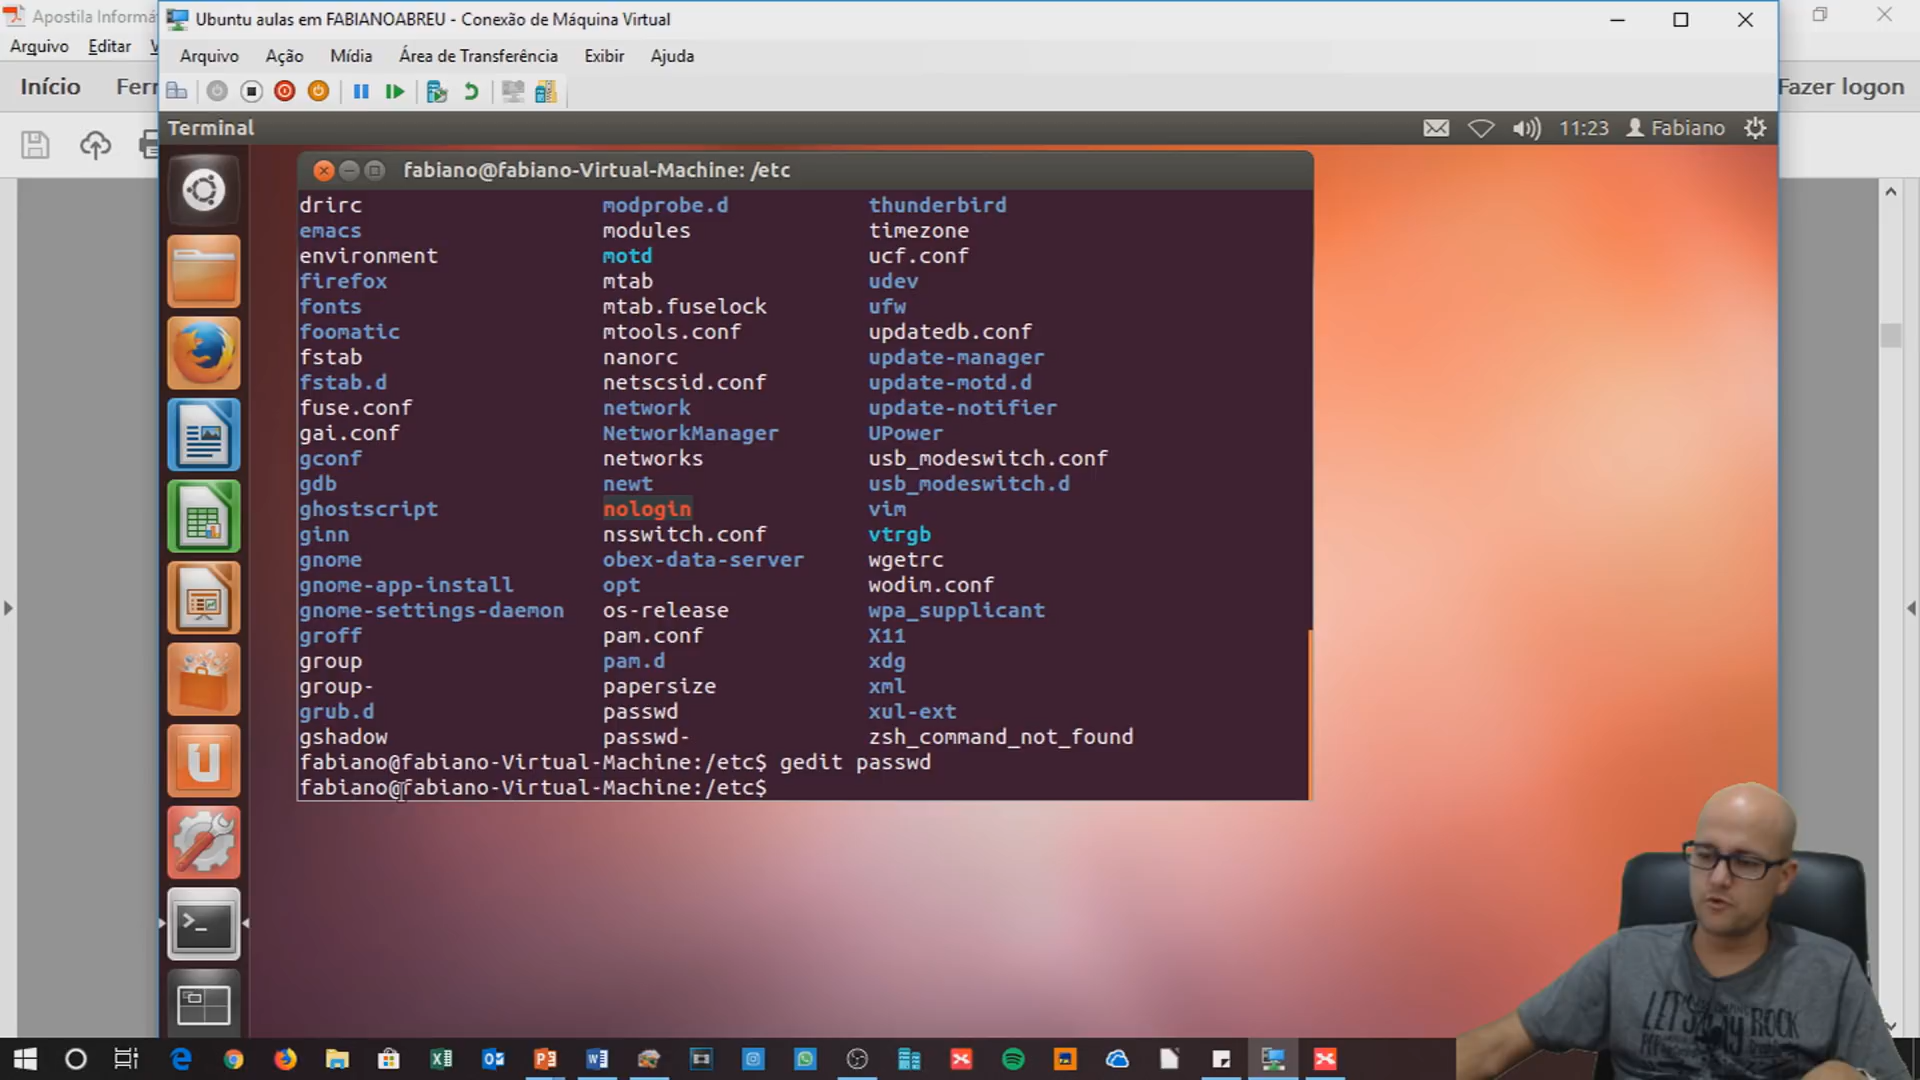 Apostila Informá
Ubuntu aulas em FABIANOABREU - Conexão de Máquina Virtual
Arquivo Editar
Arquivo Ação Mídia Área de Transferência Exibir Ajuda
Início
Fazer logon
Terminal
11:23 Fabiano
fabiano@fabiano-Virtual-Machine: /etc
drirc modprobe.d thunderbird
emacs modules timezone
environment motd ucf.conf
firefox mtab udev
fonts mtab.fuselock ufw
foomatic mtools.conf updatedb.conf
fstab nanorc update-manager
fstab.d netscsid.conf update-motd.d
fuse.conf network update-notifier
gai.conf NetworkManager UPower
gconf networks usb_modeswitch.conf
gdb newt usb_modeswitch.d
ghostscript nologin vim
ginn nsswitch.conf vtrgb
gnome obex-data-server wgetrc
gnome-app-install opt wodim.conf
gnome-settings-daemon os-release wpa_supplicant
groff pam.conf X11
group pam.d xdg
group- papersize xml
grub.d passwd xul-ext
gshadow passwd- zsh_command_not_found
fabiano@fabiano-Virtual-Machine:/etc$ gedit passwd
fabiano@fabiano-Virtual-Machine:/etc$